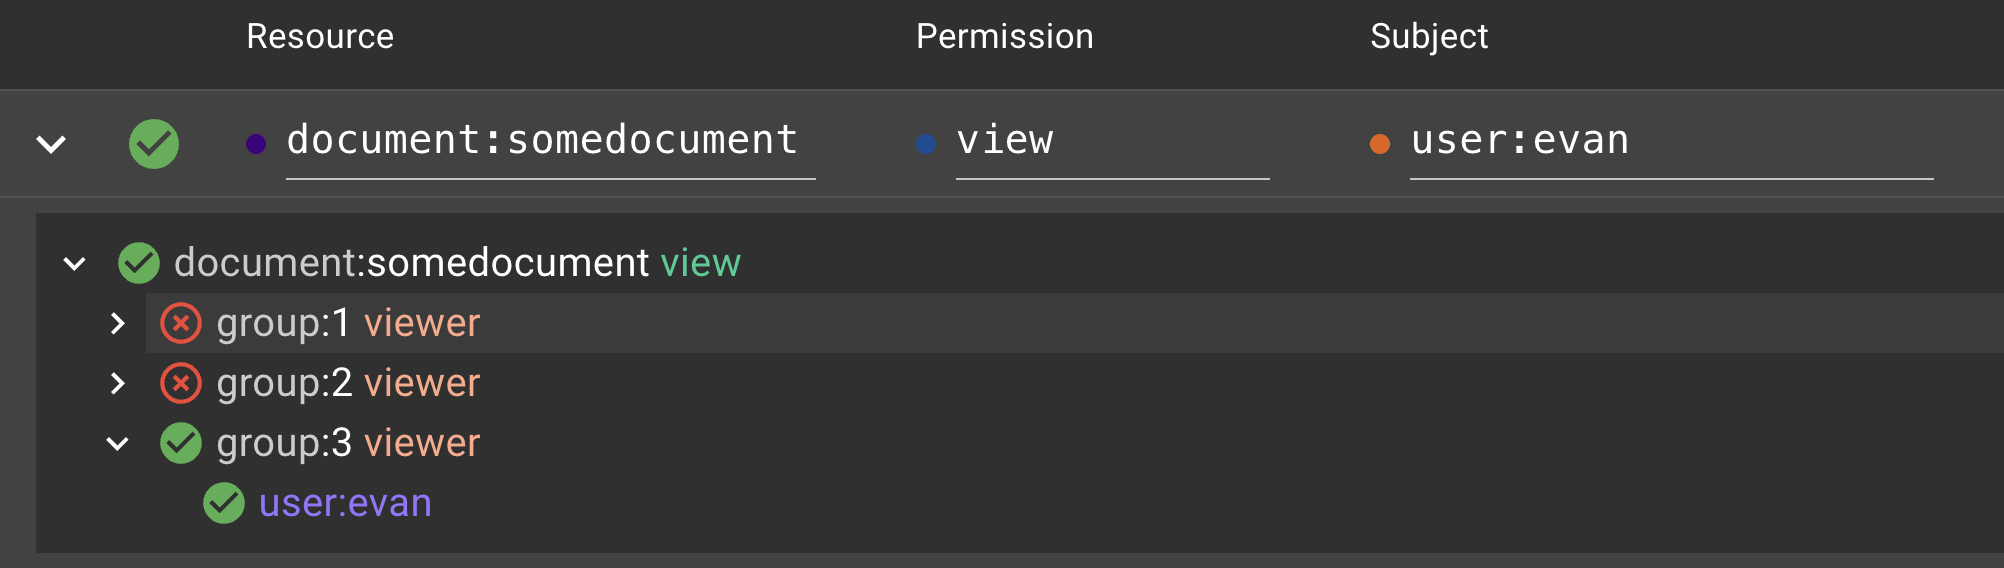 Resource Permission Subject
document:somedocument view user:evan
document:somedocument view
group:1 viewer
group:2 viewer
group:3 viewer
user:evan